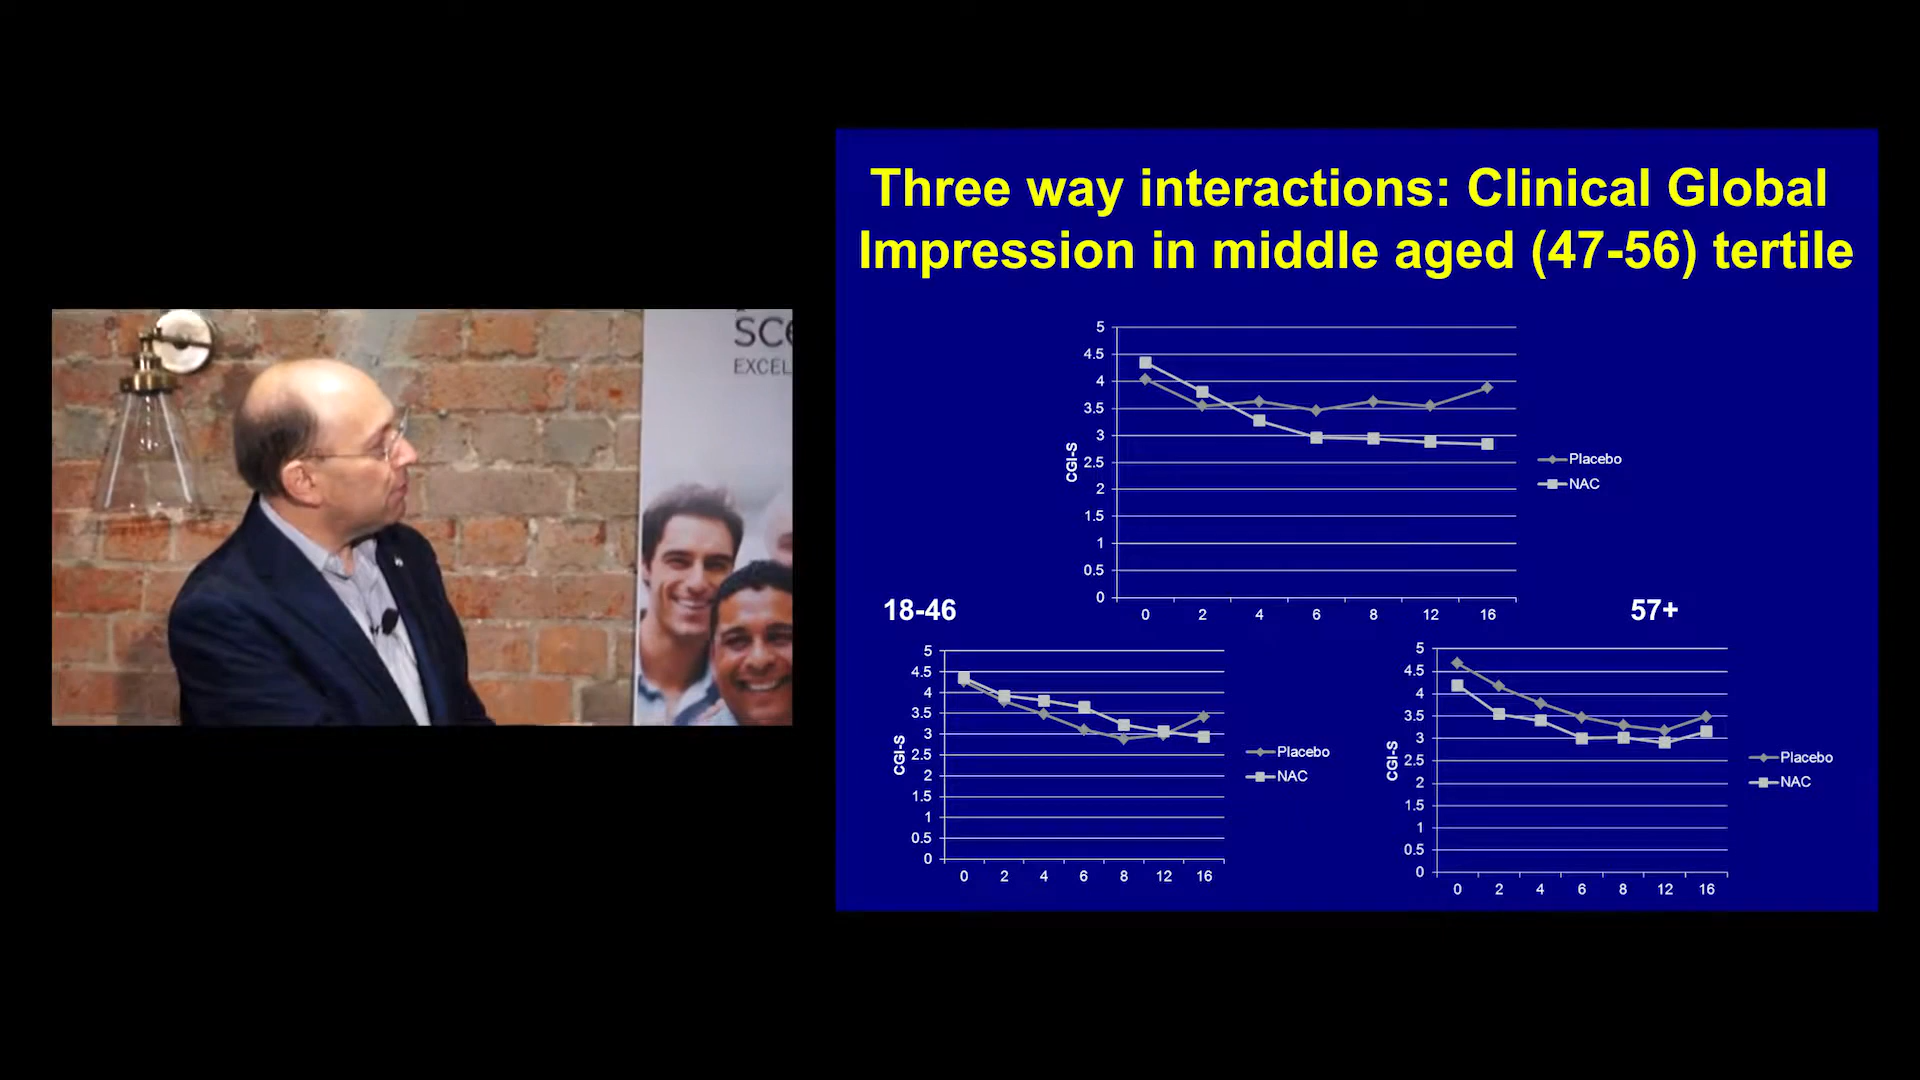 EXCEL
Three way interactions: Clinical Global
Impression in middle aged (47-56) tertile
5
4.5
4
3.5
3
2.5
2
1.5
1
0.5
0
CGI-S
0 2 4 6 8 12 16
Placebo
NAC
18-46
5
4.5
4
3.5
3
2.5
2
1.5
1
0.5
0
CGI-S
0 2 4 6 8 12 16
Placebo
NAC
57+
5
4.5
4
3.5
3
2.5
2
1.5
1
0.5
0
CGI-S
0 2 4 6 8 12 16
Placebo
NAC